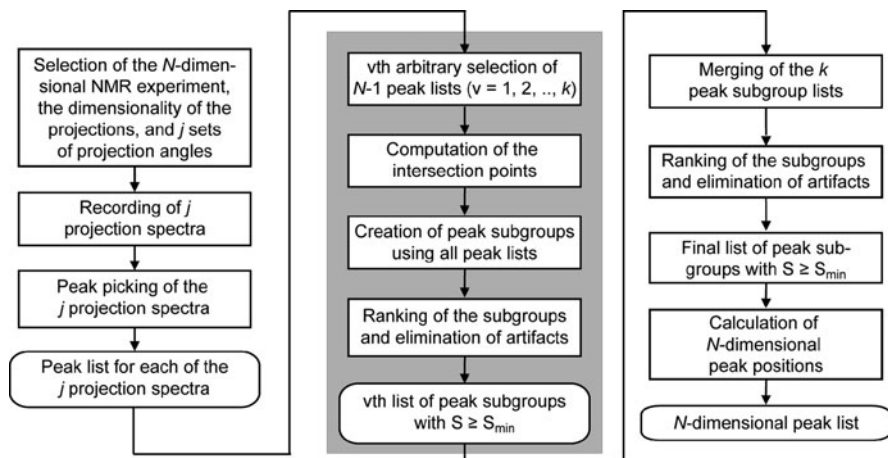 Selection of the N-dimen-
sional NMR experiment,
the dimensionality of the
projections, and j sets
of projection angles
Recording of j
projection spectra
Peak picking of the
j projection spectra
Peak list for each of the
j projection spectra
vth arbitrary selection of
N-1 peak lists (v = 1, 2, .., k)
Computation of the
intersection points
Creation of peak subgroups
using all peak lists
Ranking of the subgroups
and elimination of artifacts
vth list of peak subgroups
with S ≥ Smin
Merging of the k
peak subgroup lists
Ranking of the subgroups
and elimination of artifacts
Final list of peak sub-
groups with S ≥ Smin
Calculation of
N-dimensional
peak positions
N-dimensional peak list